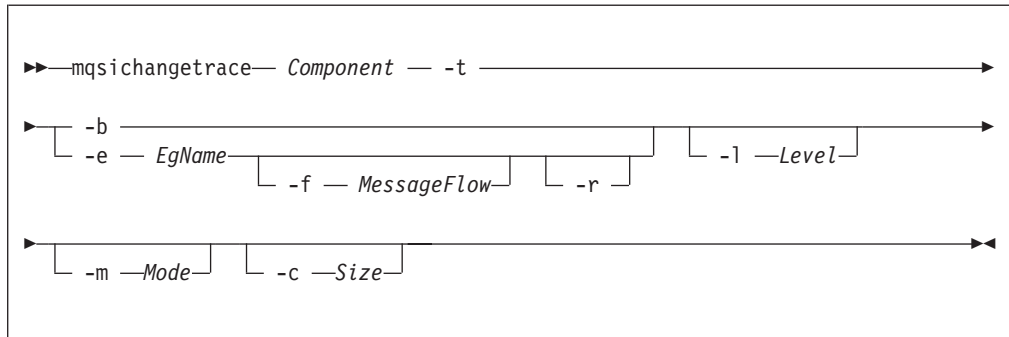 mqsichangetrace Component -t
-b
-e EgName -l Level
-f MessageFlow -r
-m Mode -c Size